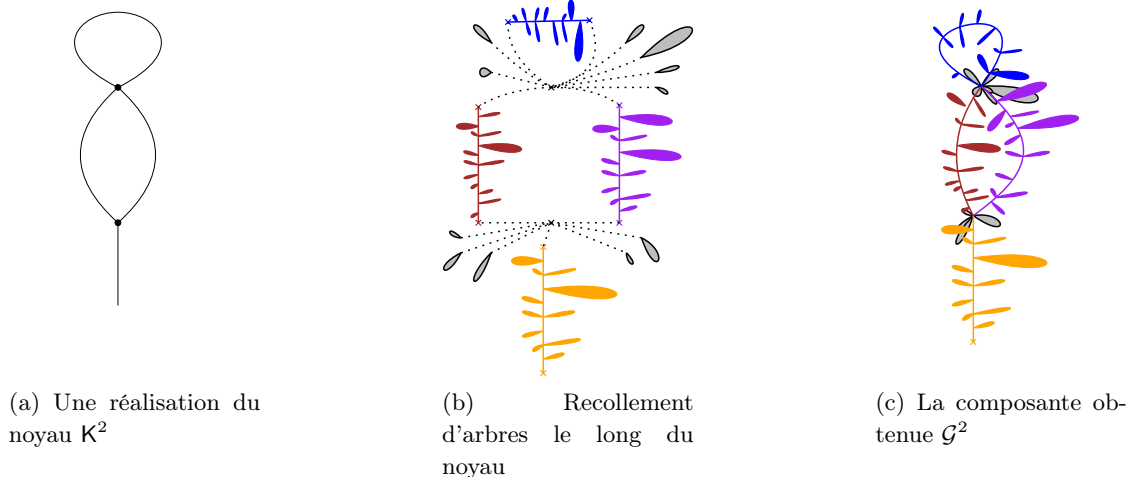 (a) Une réalisation du
noyau K²
(b) Recollement
d'arbres le long du
noyau
(c) La composante ob-
tenue 𝒢²